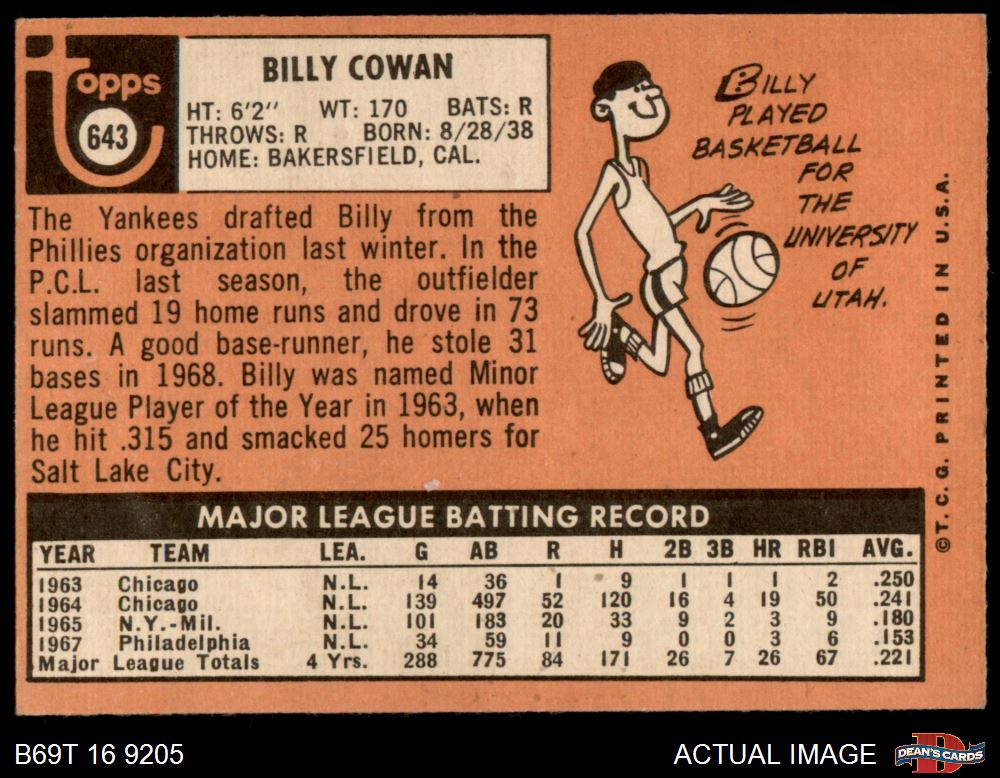 Topps
643
BILLY COWAN
HT: 6'2" WT: 170 BATS: R
THROWS: R BORN: 8/28/38
HOME: BAKERSFIELD, CAL.
The Yankees drafted Billy from the
Phillies organization last winter. In the
P.C.L. last season, the outfielder
slammed 19 home runs and drove in 73
runs. A good base-runner, he stole 31
bases in 1968. Billy was named Minor
League Player of the Year in 1963, when
he hit .315 and smacked 25 homers for
Salt Lake City.
BILLY
PLAYED
BASKETBALL
FOR
THE
UNIVERSITY
OF
UTAH.
©T. C. G. PRINTED IN U.S.A.
MAJOR LEAGUE BATTING RECORD
YEAR TEAM LEA. G AB R H 2B 3B HR RBI AVG.
1963 Chicago N.L. 14 36 1 9 1 1 1 2 .250
1964 Chicago N.L. 139 497 52 120 16 4 19 50 .241
1965 N.Y.-Mil. N.L. 101 183 20 33 9 2 3 9 .180
1967 Philadelphia N.L. 34 59 11 9 0 0 3 6 .153
Major League Totals 4 Yrs. 288 775 84 171 26 7 26 67 .221
B69T 16 9205
ACTUAL IMAGE
DEAN'S CARDS